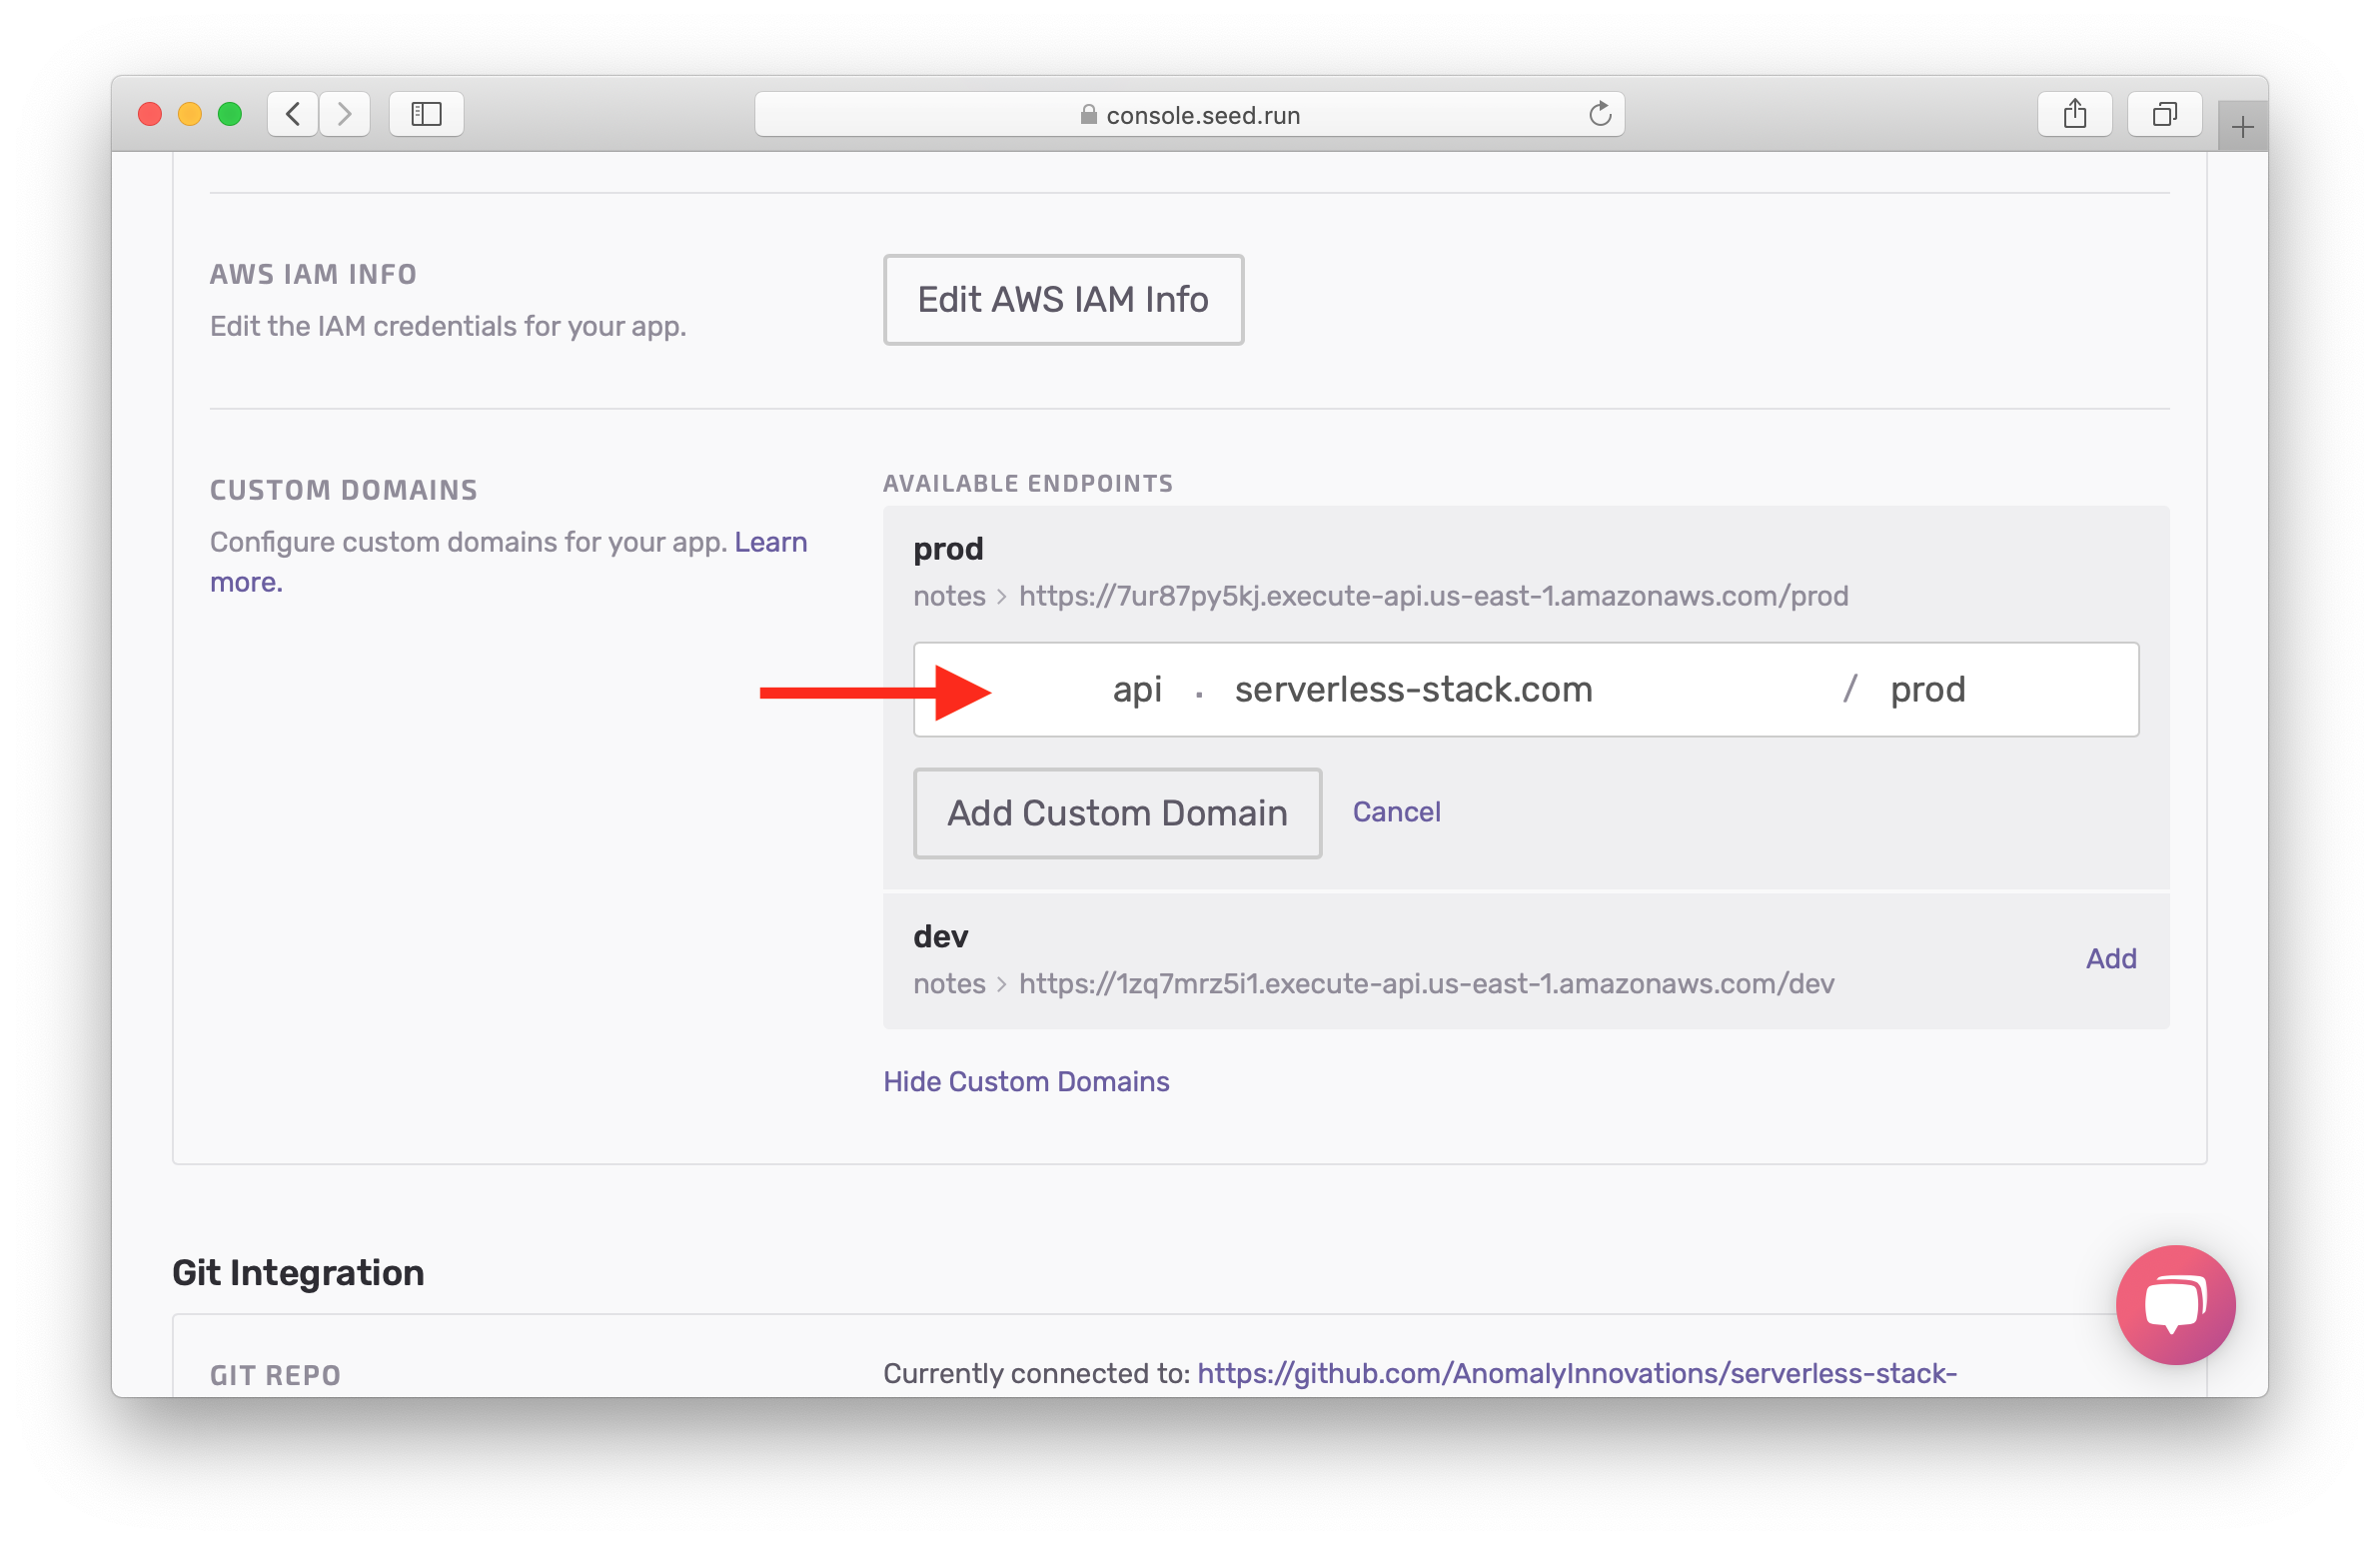 console.seed.run
AWS IAM INFO
Edit the IAM credentials for your app.
Edit AWS IAM Info
CUSTOM DOMAINS
Configure custom domains for your app. Learn
more.
AVAILABLE ENDPOINTS
prod
notes > https://7ur87py5kj.execute-api.us-east-1.amazonaws.com/prod
api . serverless-stack.com / prod
Add Custom Domain Cancel
dev
notes > https://1zq7mrz5i1.execute-api.us-east-1.amazonaws.com/dev
Add
Hide Custom Domains
Git Integration
GIT REPO
Currently connected to: https://github.com/AnomalyInnovations/serverless-stack-